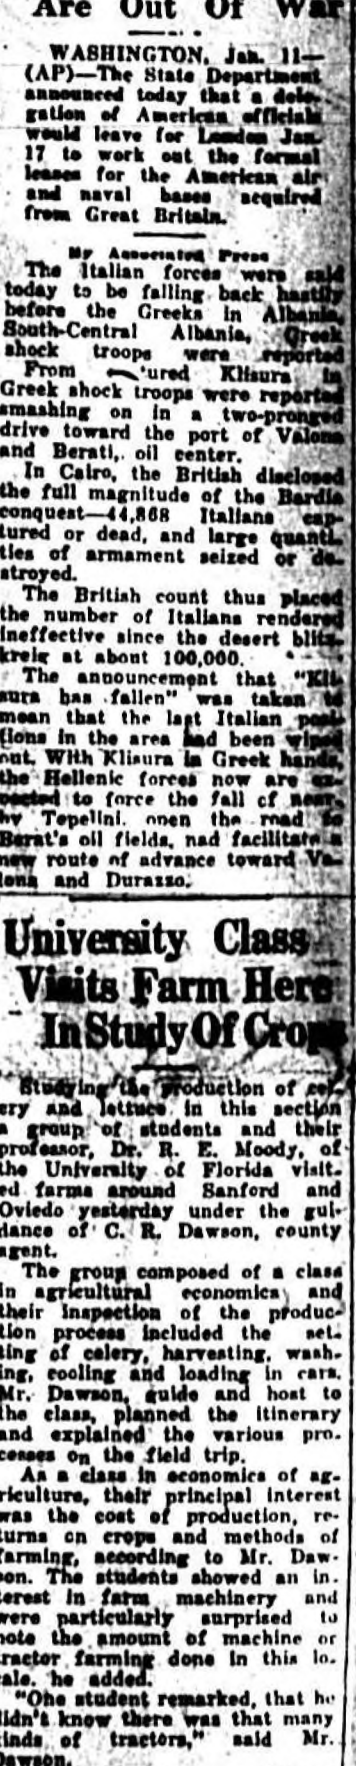 Are Out Of War
WASHINGTON, Jan. 11—
(AP)—The State Department
announced today that a dele-
gation of American officials
would leave for London Jan.
17 to work out the formal
leases for the American air
and naval bases acquired
from Great Britain.
By Associated Press
The Italian forces were said
today to be falling back hastily
before the Greeks in Albania,
South-Central Albania, Greek
shock troops were reported
From 'ured Klisura in
Greek shock troops were reported
smashing on in a two-pronged
drive toward the port of Valona
and Berati, oil center.
In Cairo, the British disclosed
the full magnitude of the Bardia
conquest—44,868 Italians cap-
tured or dead, and large quanti-
ties of armament seized or de-
stroyed.
The British count thus placed
the number of Italians rendered
ineffective since the desert blitz-
kreig at about 100,000.
The announcement that "Kli-
sura has fallen" was taken to
mean that the last Italian posi-
tions in the area had been wiped
out. With Klisura in Greek hands,
the Hellenic forces now are ex-
pected to force the fall cf near-
by Tepelini, open the road to
Berat's oil fields, nad facilitate a
new route of advance toward Va-
lona and Durazzo.
University Class
Visits Farm Here
In Study Of Crops
Studying the production of cel-
ery and lettuce in this section
a group of students and their
professor, Dr. R. E. Moody, of
the University of Florida visit-
ed farms around Sanford and
Oviedo yesterday under the gui-
dance of C. R. Dawson, county
agent.
The group composed of a class
in agricultural economics and
their inspection of the produc-
tion process included the set-
ting of celery, harvesting, wash-
ing, cooling and loading in cars.
Mr. Dawson, guide and host to
the class, planned the itinerary
and explained the various pro-
cesses on the field trip.
As a class in economics of ag-
riculture, their principal interest
was the cost of production, re-
turns on crops and methods of
farming, according to Mr. Daw-
son. The students showed an in-
terest in farm machinery and
were particularly surprised to
note the amount of machine or
tractor farming done in this lo-
cale, he added.
"One student remarked, that he
didn't know there was that many
kinds of tractors," said Mr.
Dawson.